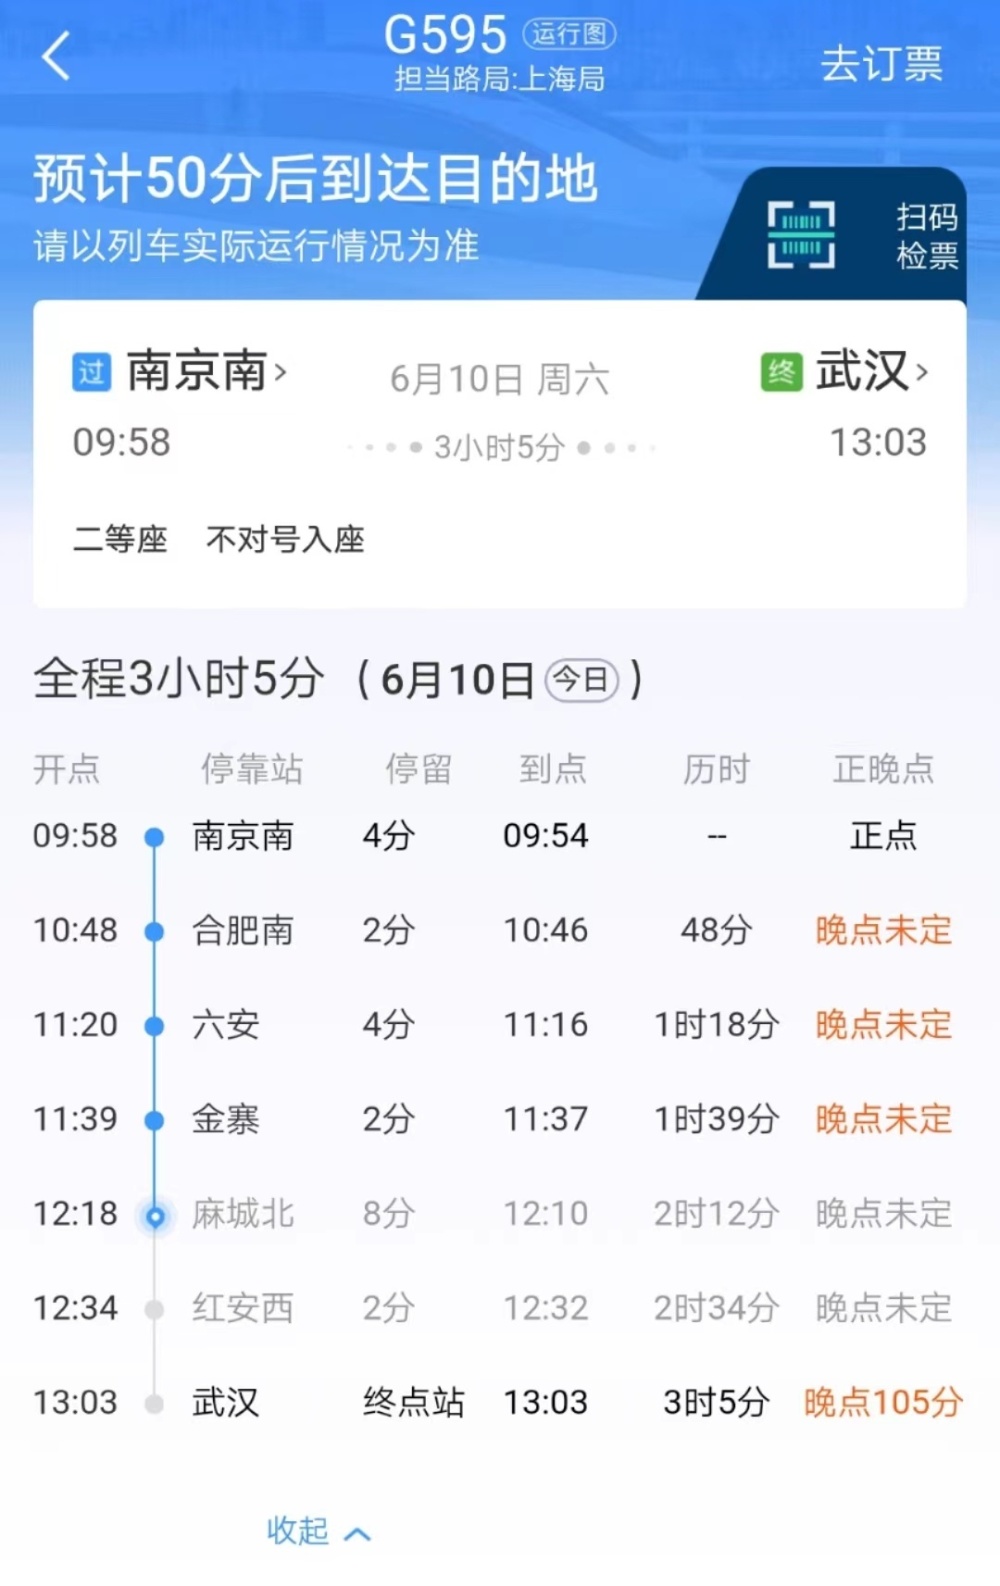 G595 运行图
担当路局:上海局
去订票
预计50分后到达目的地
请以列车实际运行情况为准
扫码
检票
过 南京南 6月10日 周六 终 武汉
09:58 3小时5分 13:03
二等座 不对号入座
全程3小时5分 (6月10日 今日)
开点 停靠站 停留 到点 历时 正晚点
09:58 南京南 4分 09:54 -- 正点
10:48 合肥南 2分 10:46 48分 晚点未定
11:20 六安 4分 11:16 1时18分 晚点未定
11:39 金寨 2分 11:37 1时39分 晚点未定
12:18 麻城北 8分 12:10 2时12分 晚点未定
12:34 红安西 2分 12:32 2时34分 晚点未定
13:03 武汉 终点站 13:03 3时5分 晚点105分
收起